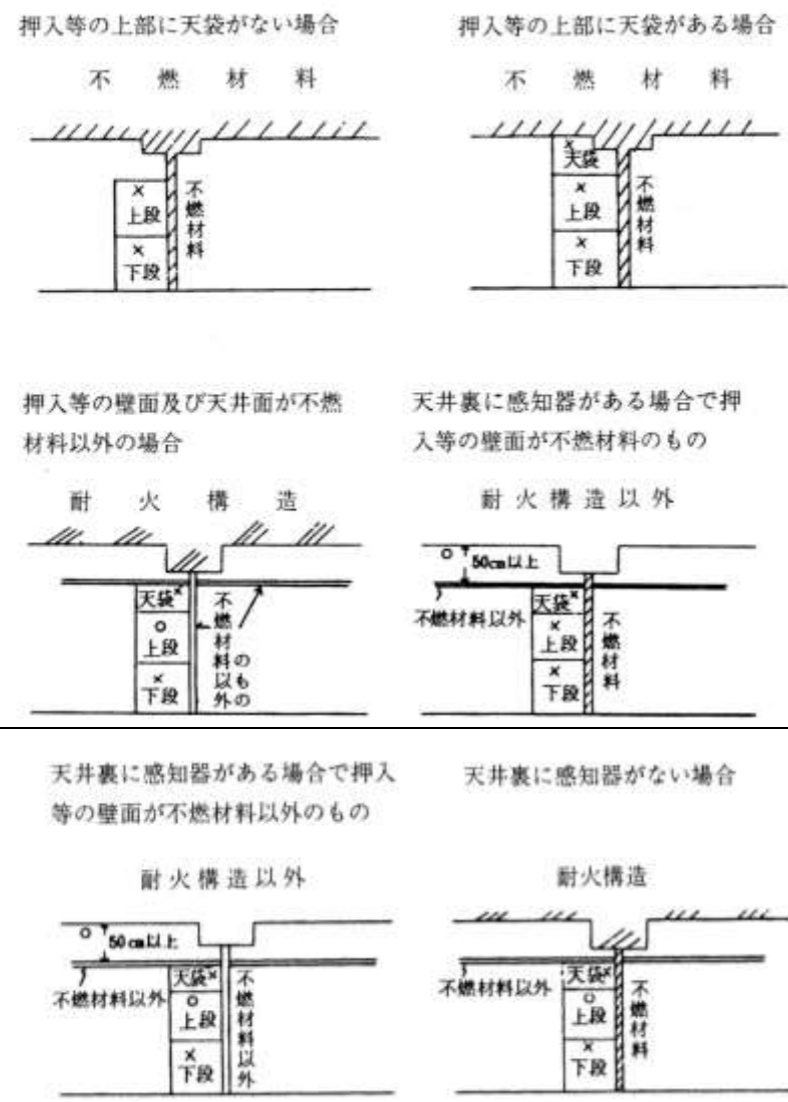 押入等の上部に天袋がない場合
不燃材料
×
上段
×
下段
不燃材料
押入等の上部に天袋がある場合
不燃材料
×
天袋
×
上段
×
下段
不燃材料
押入等の壁面及び天井面が不燃
材料以外の場合
耐火構造
天袋×
○
上段
×
下段
不燃材料以外の
のもの
天井裏に感知器がある場合で押
入等の壁面が不燃材料のもの
耐火構造以外
○
50cm以上
不燃材料以外
天袋×
×
上段
×
下段
不燃材料
天井裏に感知器がある場合で押入
等の壁面が不燃材料以外のもの
耐火構造以外
○
50cm以上
不燃材料以外
天袋×
○
上段
×
下段
不燃材料以外
天井裏に感知器がない場合
耐火構造
不燃材料以外
天袋×
○
上段
×
下段
不燃材料